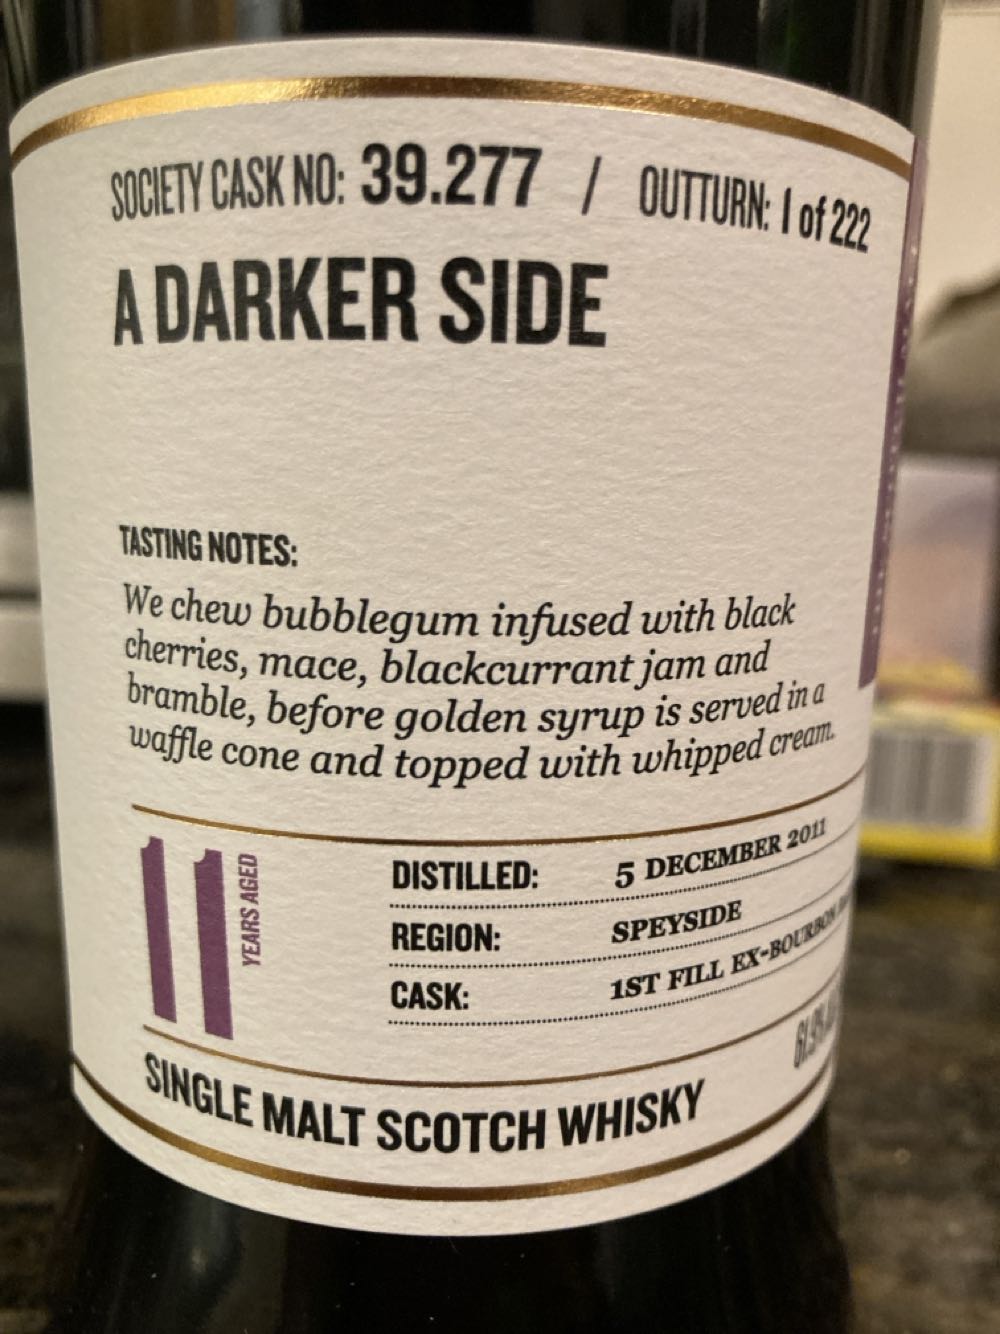 SOCIETY CASK NO: 39.277 / OUTTURN: 1 of 222
A DARKER SIDE
TASTING NOTES:
We chew bubblegum infused with black
cherries, mace, blackcurrant jam and
bramble, before golden syrup is served in a
waffle cone and topped with whipped cream.
11 YEARS AGED
DISTILLED: 5 DECEMBER 2011
REGION: SPEYSIDE
CASK: 1ST FILL EX-BOURBON
SINGLE MALT SCOTCH WHISKY